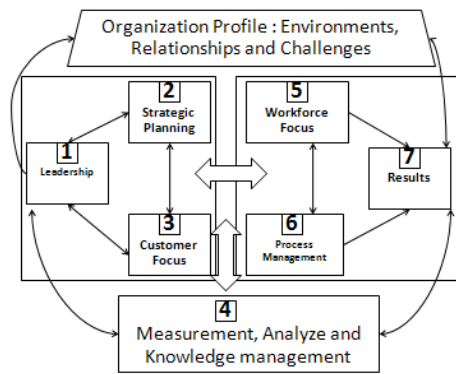 Organization Profile : Environments,
Relationships and Challenges
2
Strategic
Planning
5
Workforce
Focus
1
Leadership
7
Results
3
Customer
Focus
6
Process
Management
4
Measurement, Analyze and
Knowledge management